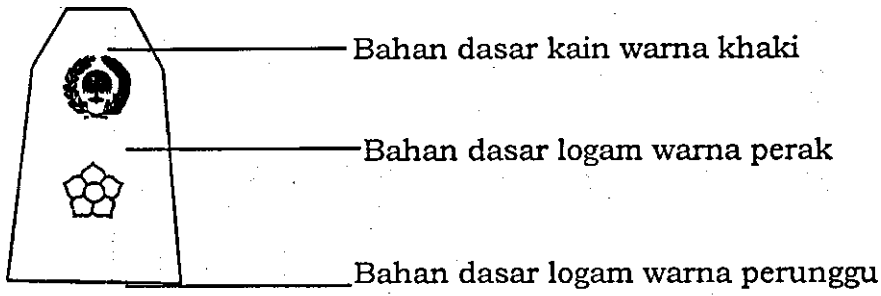 Bahan dasar kain warna khaki
Bahan dasar logam warna perak
Bahan dasar logam warna perunggu